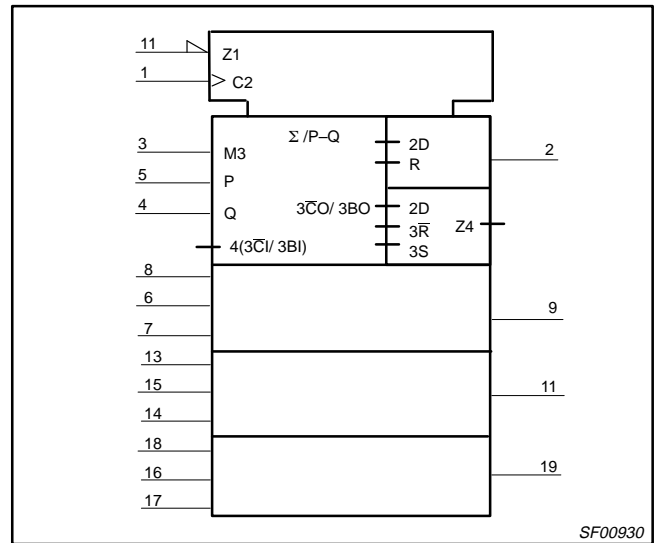 11 Z1
1 C2
Σ /P–Q
3 M3 2D 2
5 P R
4 Q 3C̅O/ 3BO 2D Z4
3R̅
4(3C̅I/ 3BI) 3S
8
6 9
7
13
15 11
14
18
16 19
17
SF00930